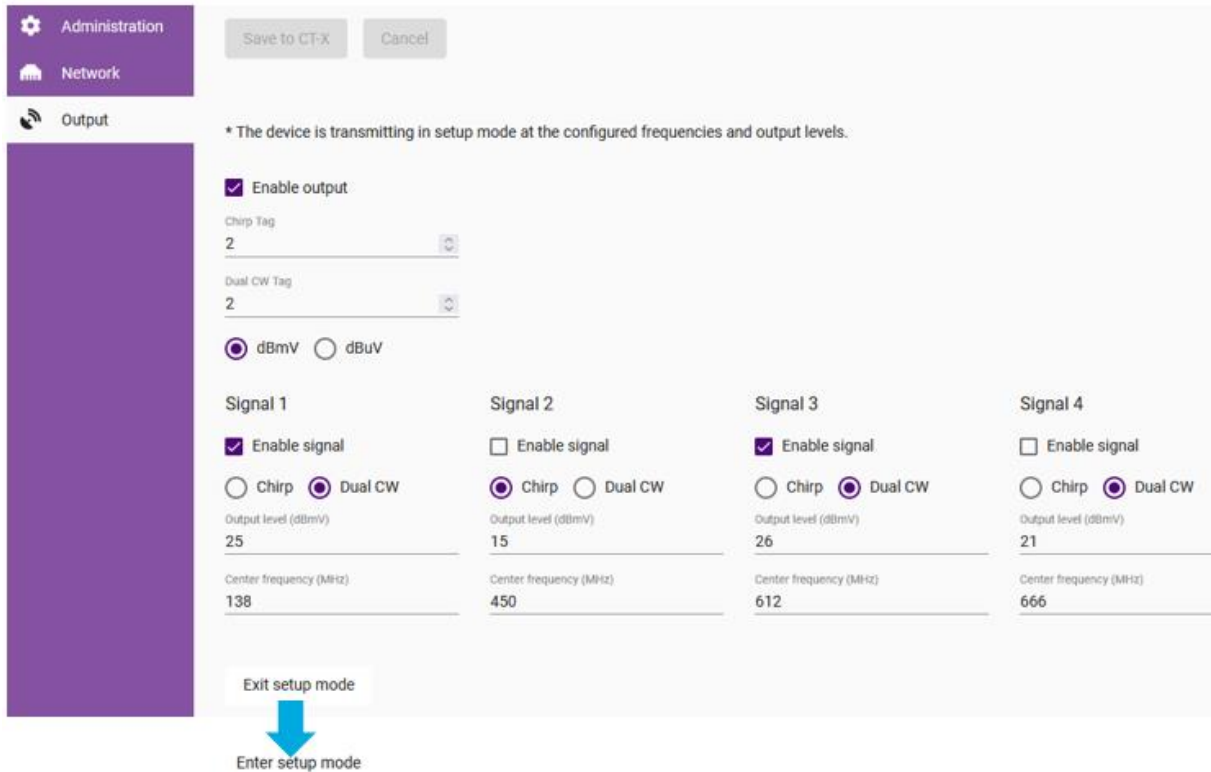 Administration
Network
Output
Save to CT-X Cancel
* The device is transmitting in setup mode at the configured frequencies and output levels.
Enable output
Chirp Tag
2
Dual CW Tag
2
dBmV dBuV
Signal 1 Signal 2 Signal 3 Signal 4
Enable signal Enable signal Enable signal Enable signal
Chirp Dual CW Chirp Dual CW Chirp Dual CW Chirp Dual CW
Output level (dBmV) Output level (dBmV) Output level (dBmV) Output level (dBmV)
25 15 26 21
Center frequency (MHz) Center frequency (MHz) Center frequency (MHz) Center frequency (MHz)
138 450 612 666
Exit setup mode
Enter setup mode